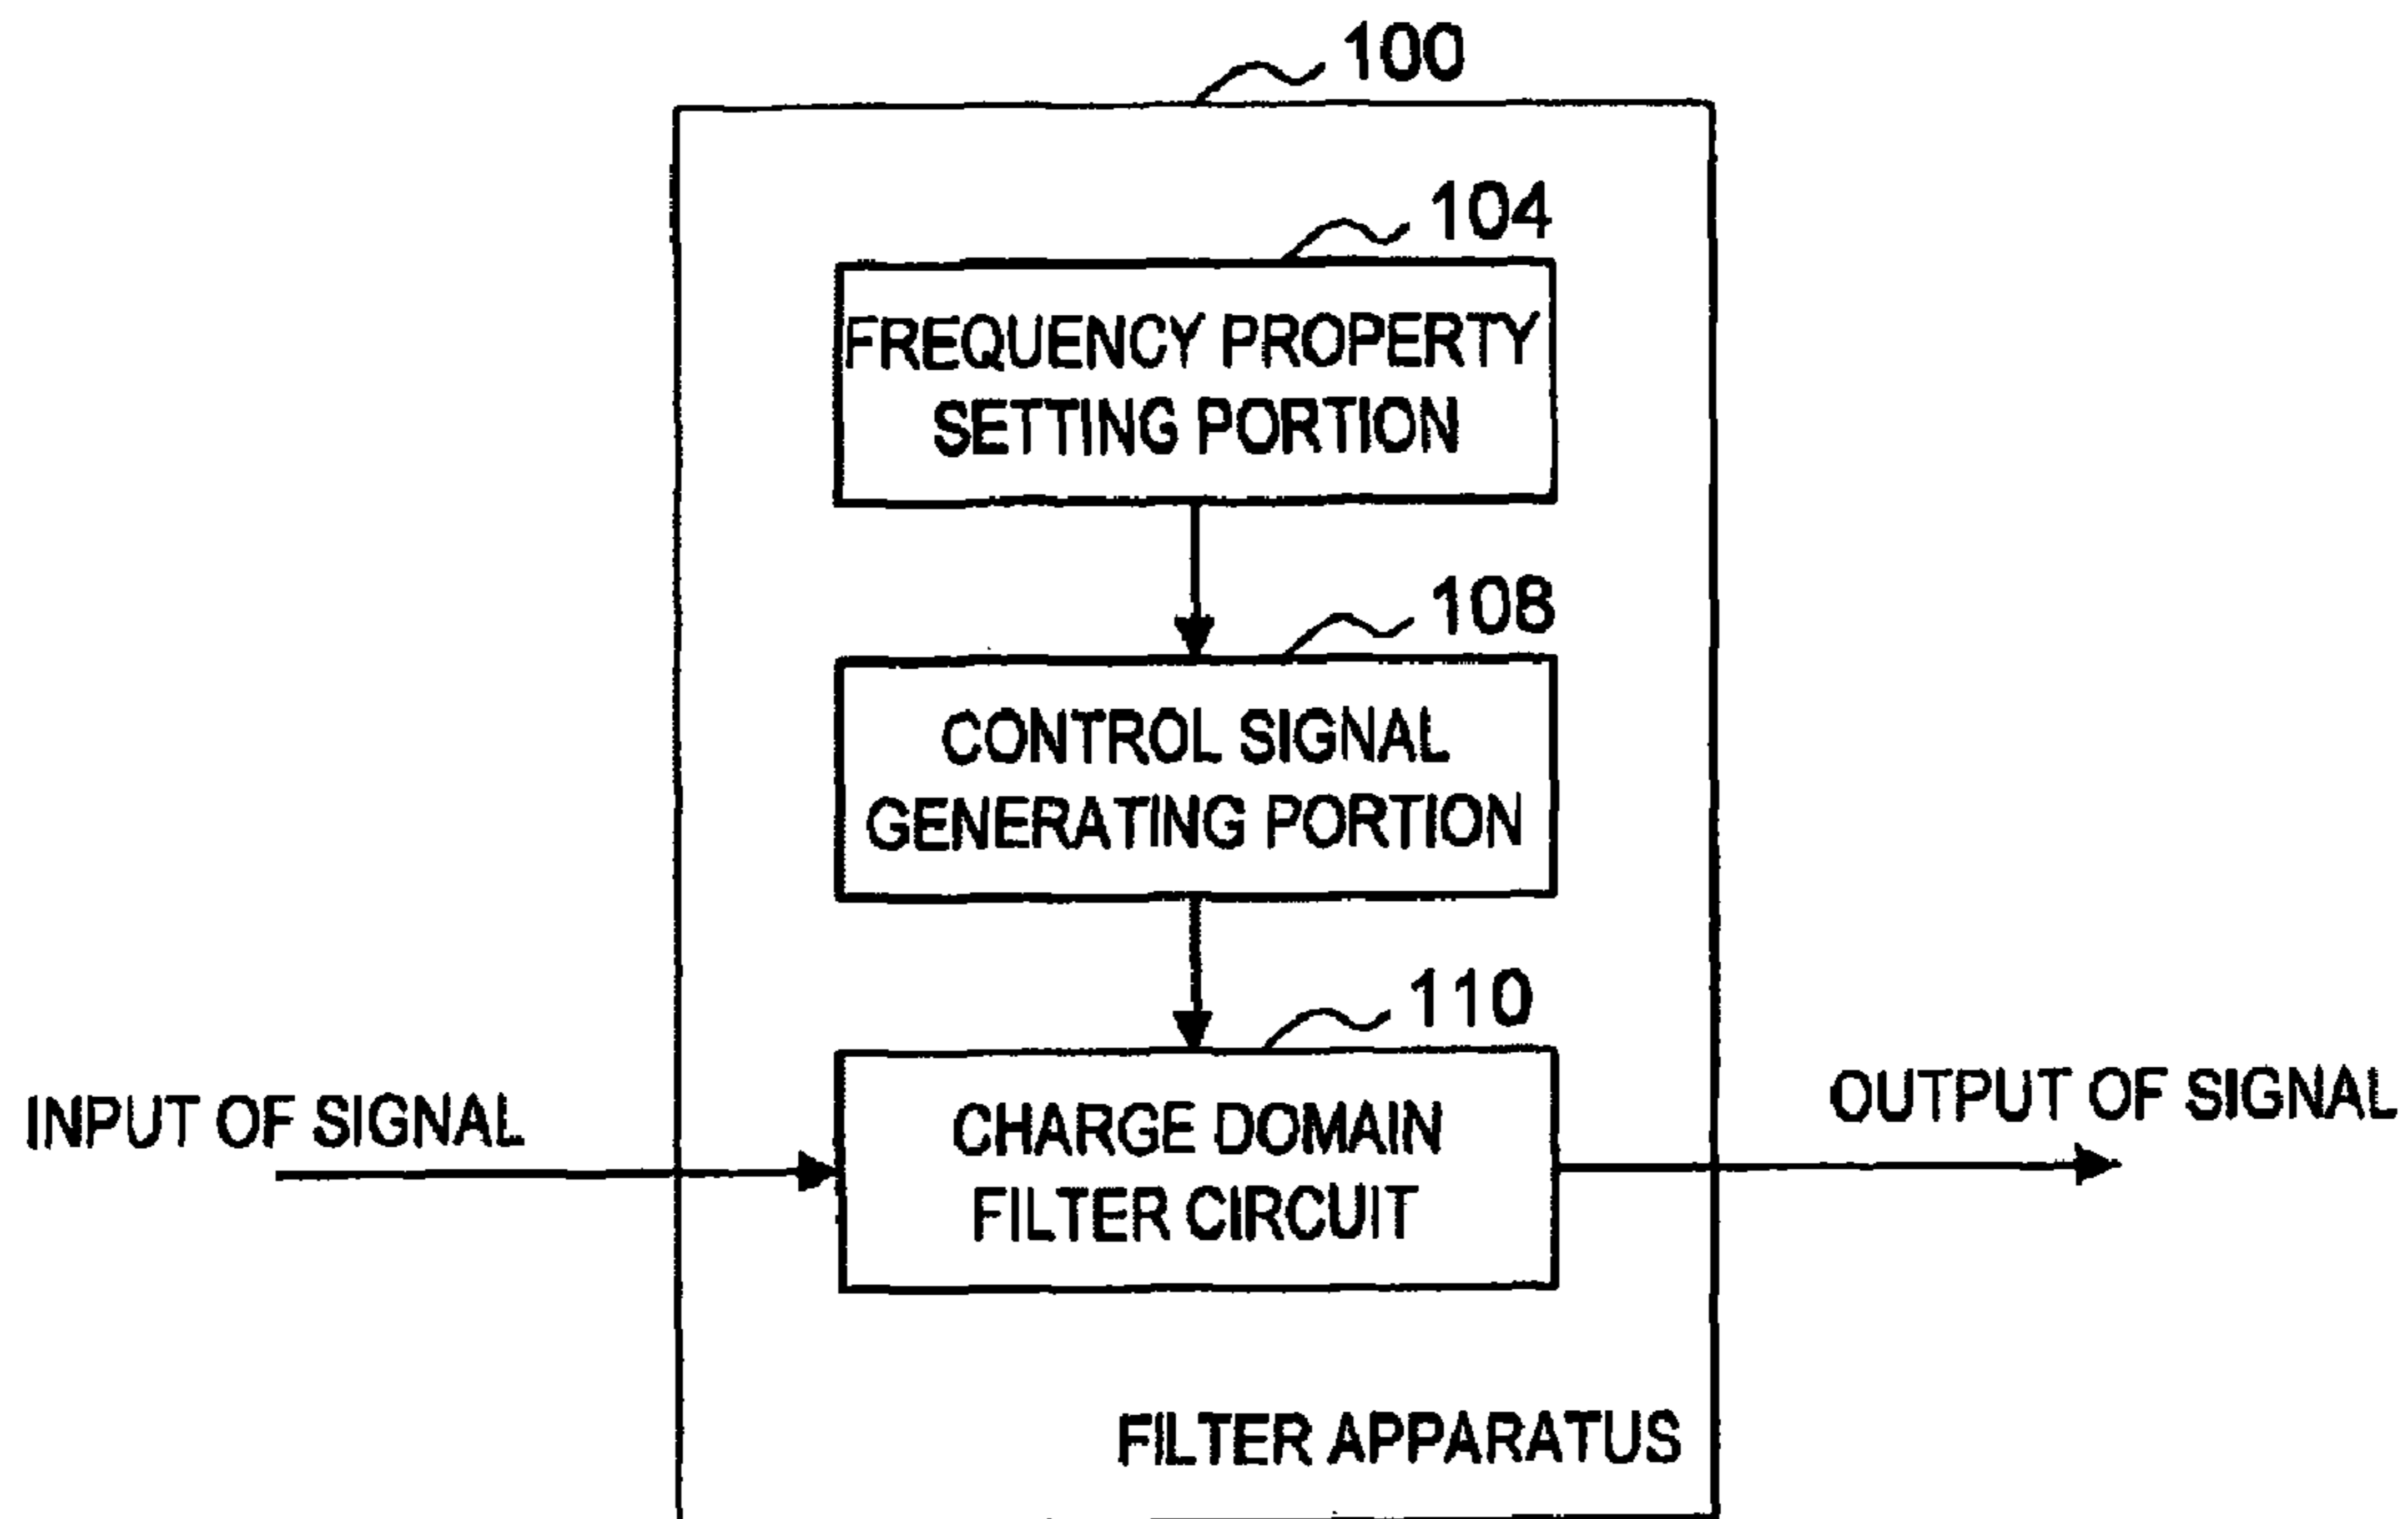 100
104
FREQUENCY PROPERTY
SETTING PORTION
108
CONTROL SIGNAL
GENERATING PORTION
110
INPUT OF SIGNAL
CHARGE DOMAIN
FILTER CIRCUIT
OUTPUT OF SIGNAL
FILTER APPARATUS